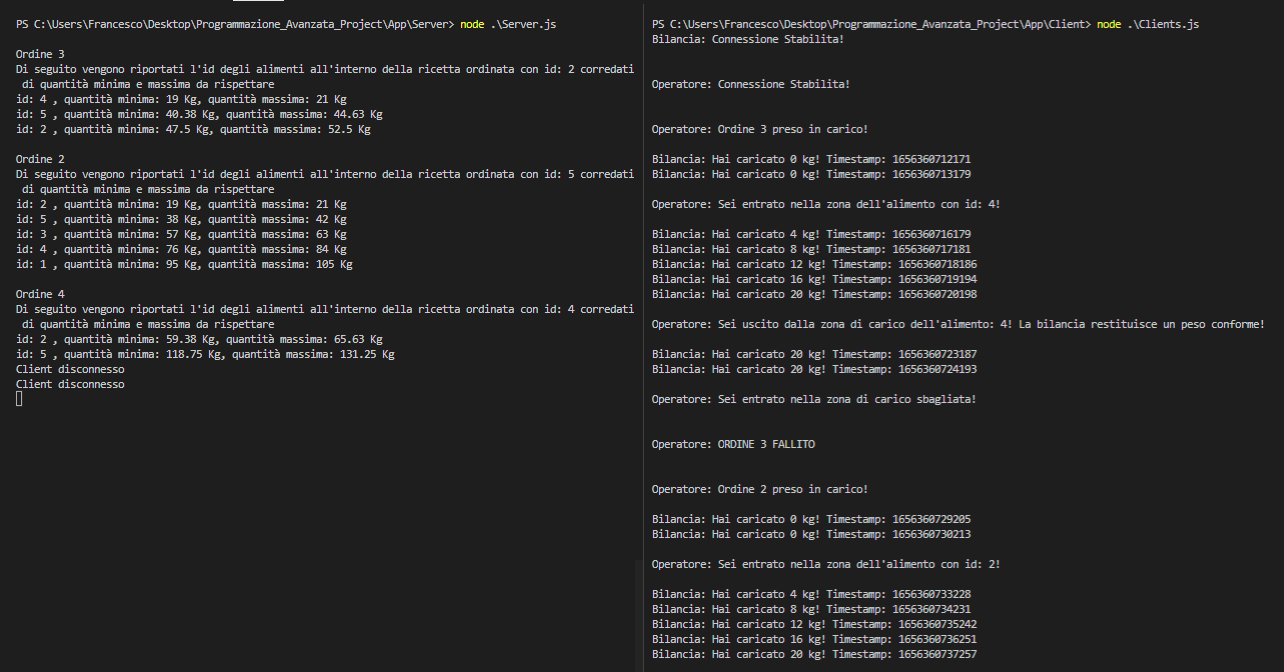 PS C:\Users\Francesco\Desktop\Programmazione_Avanzata_Project\App\Server> node .\Server.js
Ordine 3
Di seguito vengono riportati l'id degli alimenti all'interno della ricetta ordinata con id: 2 corredati
di quantità minima e massima da rispettare
id: 4 , quantità minima: 19 Kg, quantità massima: 21 Kg
id: 5 , quantità minima: 40.38 Kg, quantità massima: 44.63 Kg
id: 2 , quantità minima: 47.5 Kg, quantità massima: 52.5 Kg
Ordine 2
Di seguito vengono riportati l'id degli alimenti all'interno della ricetta ordinata con id: 5 corredati
di quantità minima e massima da rispettare
id: 2 , quantità minima: 19 Kg, quantità massima: 21 Kg
id: 5 , quantità minima: 38 Kg, quantità massima: 42 Kg
id: 3 , quantità minima: 57 Kg, quantità massima: 63 Kg
id: 4 , quantità minima: 76 Kg, quantità massima: 84 Kg
id: 1 , quantità minima: 95 Kg, quantità massima: 105 Kg
Ordine 4
Di seguito vengono riportati l'id degli alimenti all'interno della ricetta ordinata con id: 4 corredati
di quantità minima e massima da rispettare
id: 2 , quantità minima: 59.38 Kg, quantità massima: 65.63 Kg
id: 5 , quantità minima: 118.75 Kg, quantità massima: 131.25 Kg
Client disconnesso
Client disconnesso
PS C:\Users\Francesco\Desktop\Programmazione_Avanzata_Project\App\Client> node .\Clients.js
Bilancia: Connessione Stabilita!
Operatore: Connessione Stabilita!
Operatore: Ordine 3 preso in carico!
Bilancia: Hai caricato 0 kg! Timestamp: 1656360712171
Bilancia: Hai caricato 0 kg! Timestamp: 1656360713179
Operatore: Sei entrato nella zona dell'alimento con id: 4!
Bilancia: Hai caricato 4 kg! Timestamp: 1656360716179
Bilancia: Hai caricato 8 kg! Timestamp: 1656360717181
Bilancia: Hai caricato 12 kg! Timestamp: 1656360718186
Bilancia: Hai caricato 16 kg! Timestamp: 1656360719194
Bilancia: Hai caricato 20 kg! Timestamp: 1656360720198
Operatore: Sei uscito dalla zona di carico dell'alimento: 4! La bilancia restituisce un peso conforme!
Bilancia: Hai caricato 20 kg! Timestamp: 1656360723187
Bilancia: Hai caricato 20 kg! Timestamp: 1656360724193
Operatore: Sei entrato nella zona di carico sbagliata!
Operatore: ORDINE 3 FALLITO
Operatore: Ordine 2 preso in carico!
Bilancia: Hai caricato 0 kg! Timestamp: 1656360729205
Bilancia: Hai caricato 0 kg! Timestamp: 1656360730213
Operatore: Sei entrato nella zona dell'alimento con id: 2!
Bilancia: Hai caricato 4 kg! Timestamp: 1656360733228
Bilancia: Hai caricato 8 kg! Timestamp: 1656360734231
Bilancia: Hai caricato 12 kg! Timestamp: 1656360735242
Bilancia: Hai caricato 16 kg! Timestamp: 1656360736251
Bilancia: Hai caricato 20 kg! Timestamp: 1656360737257